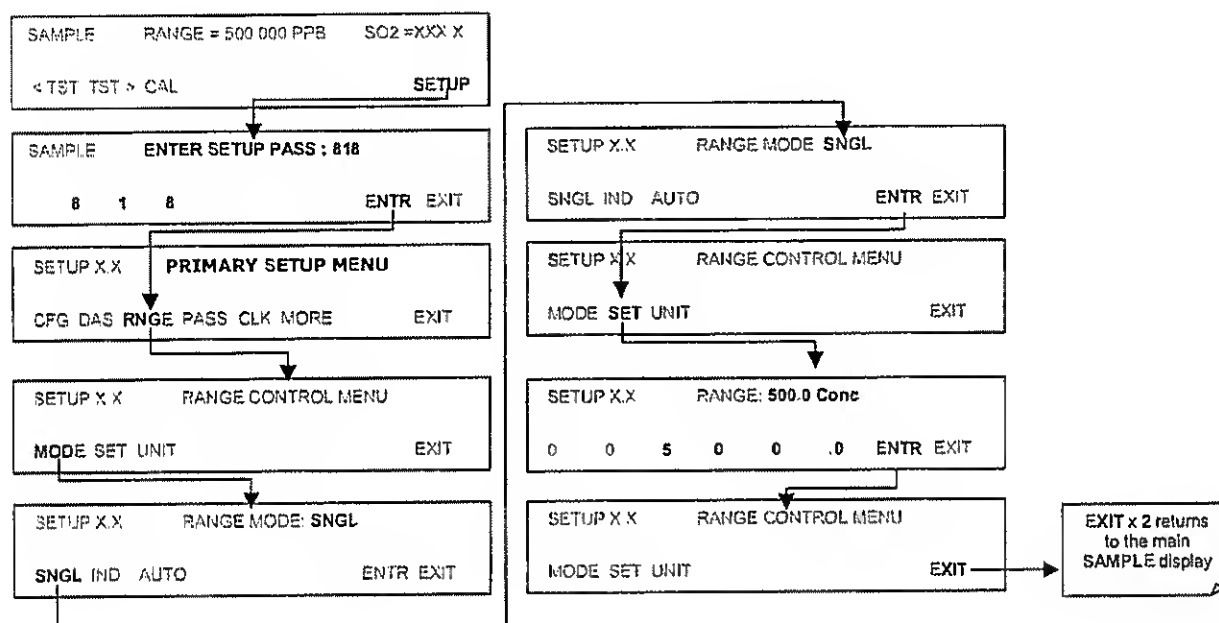 SAMPLE RANGE = 500 000 PPB SO2 =XXX X
< TST TST > CAL SETUP
SAMPLE ENTER SETUP PASS : 818
8 1 8 ENTR EXIT
SETUP X.X PRIMARY SETUP MENU
CFG DAS RNGE PASS CLK MORE EXIT
SETUP X X RANGE CONTROL MENU
MODE SET UNIT EXIT
SETUP X.X RANGE MODE: SNGL
SNGL IND AUTO ENTR EXIT
SETUP X.X RANGE MODE SNGL
SNGL IND AUTO ENTR EXIT
SETUP X X RANGE CONTROL MENU
MODE SET UNIT EXIT
SETUP X.X RANGE: 500.0 Conc
0 0 5 0 0 .0 ENTR EXIT
SETUP X X RANGE CONTROL MENU
MODE SET UNIT EXIT
EXIT x 2 returns
to the main
SAMPLE display